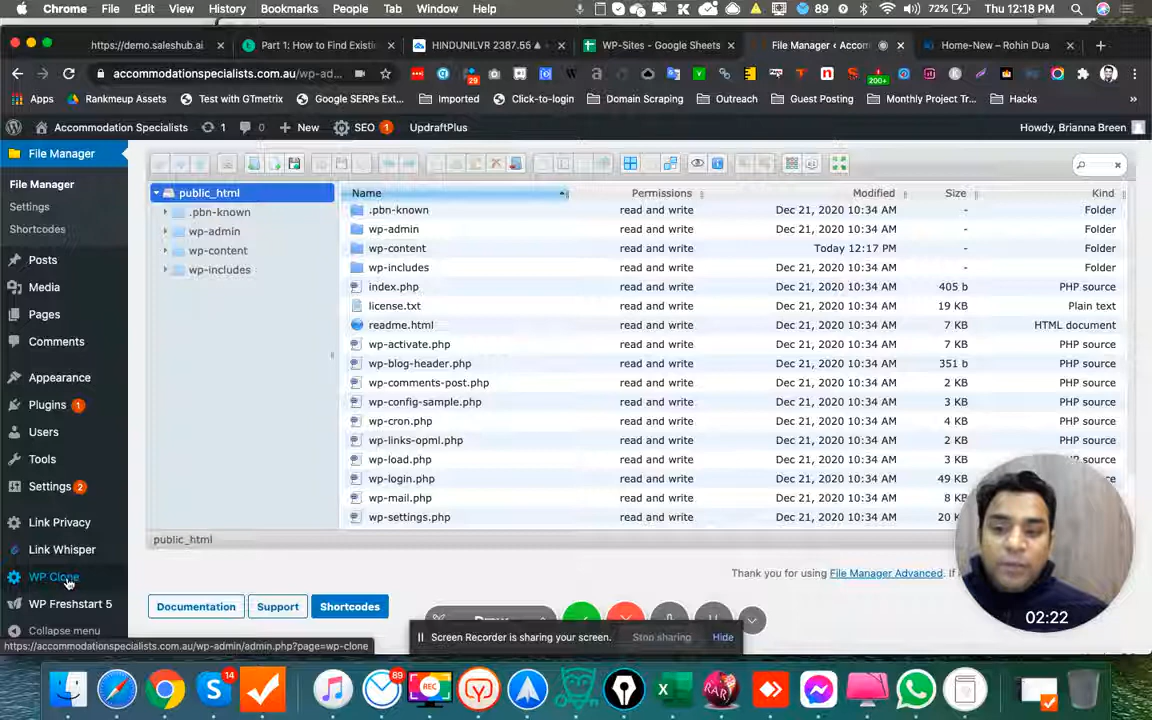 Chrome File Edit View History Bookmarks People Tab Window Help 89 72% Thu 12:18 PM
https://demo.saleshub.ai Part 1: How to Find Existi HINDUNILVR 2387.56 WP-Sites - Google Sheets File Manager ‹ Accom Home-New – Rohin Dua
accommodationspecialists.com.au/wp-ad... 29 200+
Apps Rankmeup Assets Test with GTmetrix Google SERPs Ext... Imported Click-to-login Domain Scraping Outreach Guest Posting Monthly Project Tr... Hacks »
Accommodation Specialists 1 0 New SEO 1 UpdraftPlus Howdy, Brianna Breen
File Manager
File Manager
Settings
Shortcodes
Posts
Media
Pages
Comments
Appearance
Plugins 1
Users
Tools
Settings 2
Link Privacy
Link Whisper
WP Clone
WP Freshstart 5
Collapse menu
public_html
.pbn-known
wp-admin
wp-content
wp-includes
Name Permissions Modified Size Kind
.pbn-known read and write Dec 21, 2020 10:34 AM - Folder
wp-admin read and write Dec 21, 2020 10:34 AM - Folder
wp-content read and write Today 12:17 PM - Folder
wp-includes read and write Dec 21, 2020 10:34 AM - Folder
index.php read and write Dec 21, 2020 10:34 AM 405 b PHP source
license.txt read and write Dec 21, 2020 10:34 AM 19 KB Plain text
readme.html read and write Dec 21, 2020 10:34 AM 7 KB HTML document
wp-activate.php read and write Dec 21, 2020 10:34 AM 7 KB PHP source
wp-blog-header.php read and write Dec 21, 2020 10:34 AM 351 b PHP source
wp-comments-post.php read and write Dec 21, 2020 10:34 AM 2 KB PHP source
wp-config-sample.php read and write Dec 21, 2020 10:34 AM 3 KB PHP source
wp-cron.php read and write Dec 21, 2020 10:34 AM 4 KB PHP source
wp-links-opml.php read and write Dec 21, 2020 10:34 AM 2 KB PHP source
wp-load.php read and write Dec 21, 2020 10:34 AM 3 KB source
wp-login.php read and write Dec 21, 2020 10:34 AM 49 KB
wp-mail.php read and write Dec 21, 2020 10:34 AM 8 KB
wp-settings.php read and write Dec 21, 2020 10:34 AM 20
public_html
Thank you for using File Manager Advanced. If
Documentation Support Shortcodes
02:22
Screen Recorder is sharing your screen. Stop sharing Hide
https://accommodationspecialists.com.au/wp-admin/admin.php?page=wp-clone
14 89 REC RAR